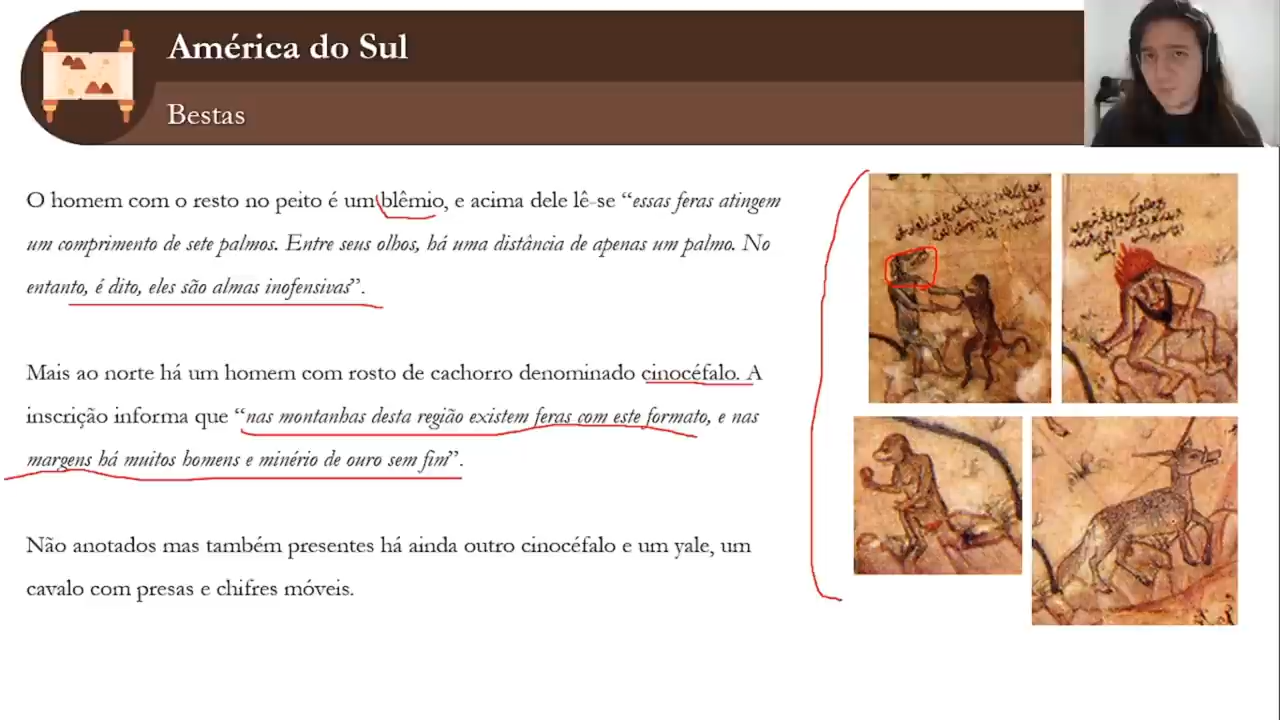 América do Sul
Bestas
O homem com o resto no peito é um blêmio, e acima dele lê-se “essas feras atingem
um comprimento de sete palmos. Entre seus olhos, há uma distância de apenas um palmo. No
entanto, é dito, eles são almas inofensivas”.
Mais ao norte há um homem com rosto de cachorro denominado cinocéfalo. A
inscrição informa que “nas montanhas desta região existem feras com este formato, e nas
margens há muitos homens e minério de ouro sem fim”.
Não anotados mas também presentes há ainda outro cinocéfalo e um yale, um
cavalo com presas e chifres móveis.